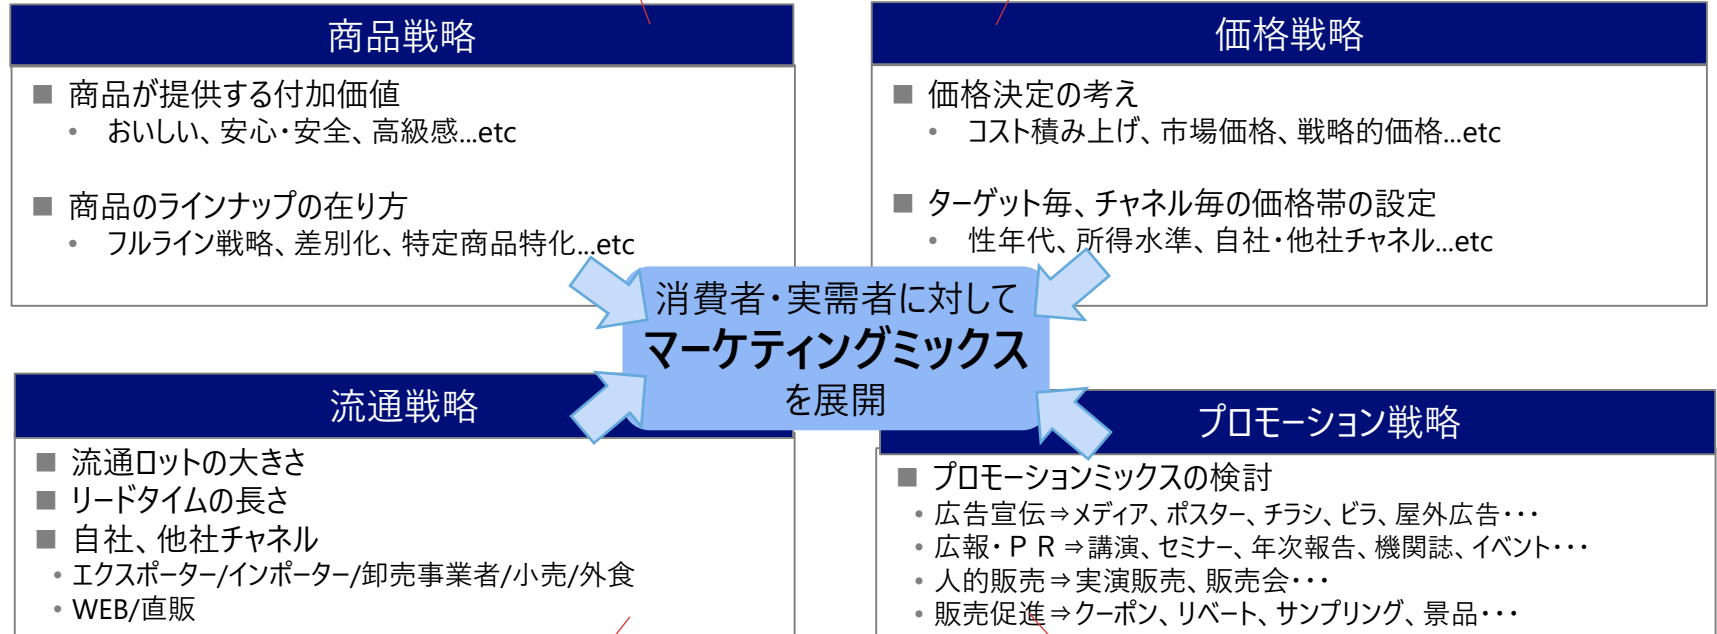 商品戦略
■ 商品が提供する付加価値
• おいしい、安心・安全、高級感...etc
■ 商品のラインナップの在り方
• フルライン戦略、差別化、特定商品特化...etc
価格戦略
■ 価格決定の考え
• コスト積み上げ、市場価格、戦略的価格...etc
■ ターゲット毎、チャネル毎の価格帯の設定
• 性年代、所得水準、自社・他社チャネル...etc
消費者・実需者に対して
マーケティングミックス
を展開
流通戦略
■ 流通ロットの大きさ
■ リードタイムの長さ
■ 自社、他社チャネル
• エクスポーター/インポーター/卸売事業者/小売/外食
• WEB/直販
プロモーション戦略
■ プロモーションミックスの検討
• 広告宣伝⇒メディア、ポスター、チラシ、ビラ、屋外広告・・・
• 広報・ＰＲ⇒講演、セミナー、年次報告、機関誌、イベント・・・
• 人的販売⇒実演販売、販売会・・・
• 販売促進⇒クーポン、リベート、サンプリング、景品・・・